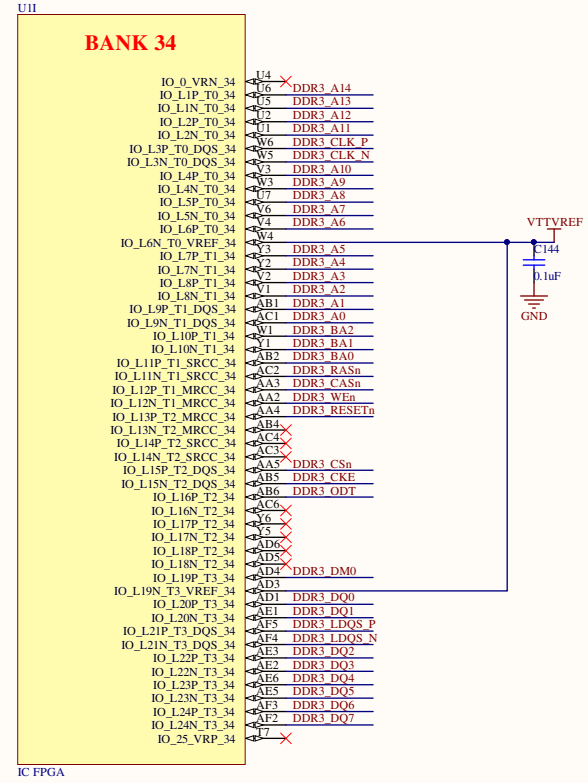 U1I
BANK 34
IO_0_VRN_34 U4
IO_L1P_T0_34 U6 DDR3_A14
IO_L1N_T0_34 U5 DDR3_A13
IO_L2P_T0_34 U2 DDR3_A12
IO_L2N_T0_34 U1 DDR3_A11
IO_L3P_T0_DQS_34 W6 DDR3_CLK_P
IO_L3N_T0_DQS_34 W5 DDR3_CLK_N
IO_L4P_T0_34 V3 DDR3_A10
IO_L4N_T0_34 W3 DDR3_A9
IO_L5P_T0_34 U7 DDR3_A8
IO_L5N_T0_34 V6 DDR3_A7
IO_L6P_T0_34 V4 DDR3_A6
VTTVREF
IO_L6N_T0_VREF_34 W4
IO_L7P_T1_34 Y3 DDR3_A5 C144
IO_L7N_T1_34 Y2 DDR3_A4
IO_L8P_T1_34 V2 DDR3_A3 0.1uF
IO_L8N_T1_34 V1 DDR3_A2
IO_L9P_T1_DQS_34 AB1 DDR3_A1
IO_L9N_T1_DQS_34 AC1 DDR3_A0 GND
IO_L10P_T1_34 W1 DDR3_BA2
IO_L10N_T1_34 Y1 DDR3_BA1
IO_L11P_T1_SRCC_34 AB2 DDR3_BA0
IO_L11N_T1_SRCC_34 AC2 DDR3_RASn
IO_L12P_T1_MRCC_34 AA3 DDR3_CASn
IO_L12N_T1_MRCC_34 AA2 DDR3_WEn
IO_L13P_T2_MRCC_34 AA4 DDR3_RESETn
IO_L13N_T2_MRCC_34 AB4
IO_L14P_T2_SRCC_34 AC4
IO_L14N_T2_SRCC_34 AC3
IO_L15P_T2_DQS_34 AA5 DDR3_CSn
IO_L15N_T2_DQS_34 AB5 DDR3_CKE
IO_L16P_T2_34 AB6 DDR3_ODT
IO_L16N_T2_34 AC6
IO_L17P_T2_34 Y6
IO_L17N_T2_34 Y5
IO_L18P_T2_34 AD6
IO_L18N_T2_34 AD5
IO_L19P_T3_34 AD4 DDR3_DM0
IO_L19N_T3_VREF_34 AD3
IO_L20P_T3_34 AD1 DDR3_DQ0
IO_L20N_T3_34 AE1 DDR3_DQ1
IO_L21P_T3_DQS_34 AF5 DDR3_LDQS_P
IO_L21N_T3_DQS_34 AF4 DDR3_LDQS_N
IO_L22P_T3_34 AE3 DDR3_DQ2
IO_L22N_T3_34 AE2 DDR3_DQ3
IO_L23P_T3_34 AE6 DDR3_DQ4
IO_L23N_T3_34 AE5 DDR3_DQ5
IO_L24P_T3_34 AF3 DDR3_DQ6
IO_L24N_T3_34 AF2 DDR3_DQ7
IO_25_VRP_34 T7
IC FPGA